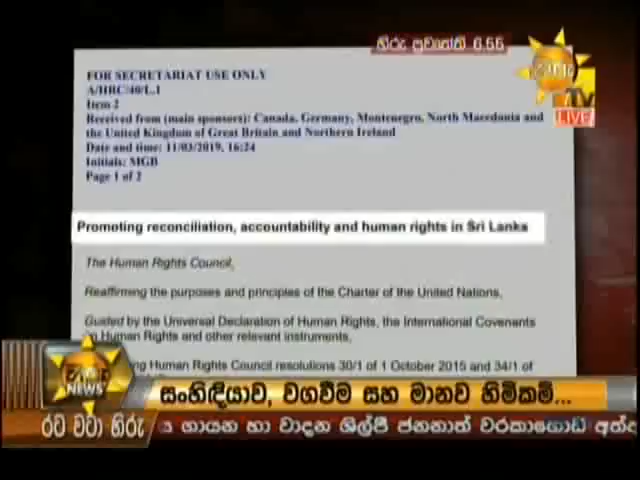 හිරු ප්‍රවෘත්ති 6.55
හිරු
Tv
LIVE
FOR SECRETARIAT USE ONLY
A/HRC/40/L.1
Item 2
Received from (main sponsors): Canada, Germany, Montenegro, North Macedonia and
the United Kingdom of Great Britain and Northern Ireland
Date and time: 11/03/2019, 16:24
Initials: MGB
Page 1 of 2
Promoting reconciliation, accountability and human rights in Sri Lanka
The Human Rights Council,
Reaffirming the purposes and principles of the Charter of the United Nations,
Guided by the Universal Declaration of Human Rights, the International Covenants
on Human Rights and other relevant instruments,
Human Rights Council resolutions 30/1 of 1 October 2015 and 34/1 of
හිරු
NEWS
සංහිඳියාව, වගවීම සහ මානව හිමිකම්...
රට වටා හිරු
ය ගායන හා වාදන ශිල්පී ජනනාත් වරකාගොඩ